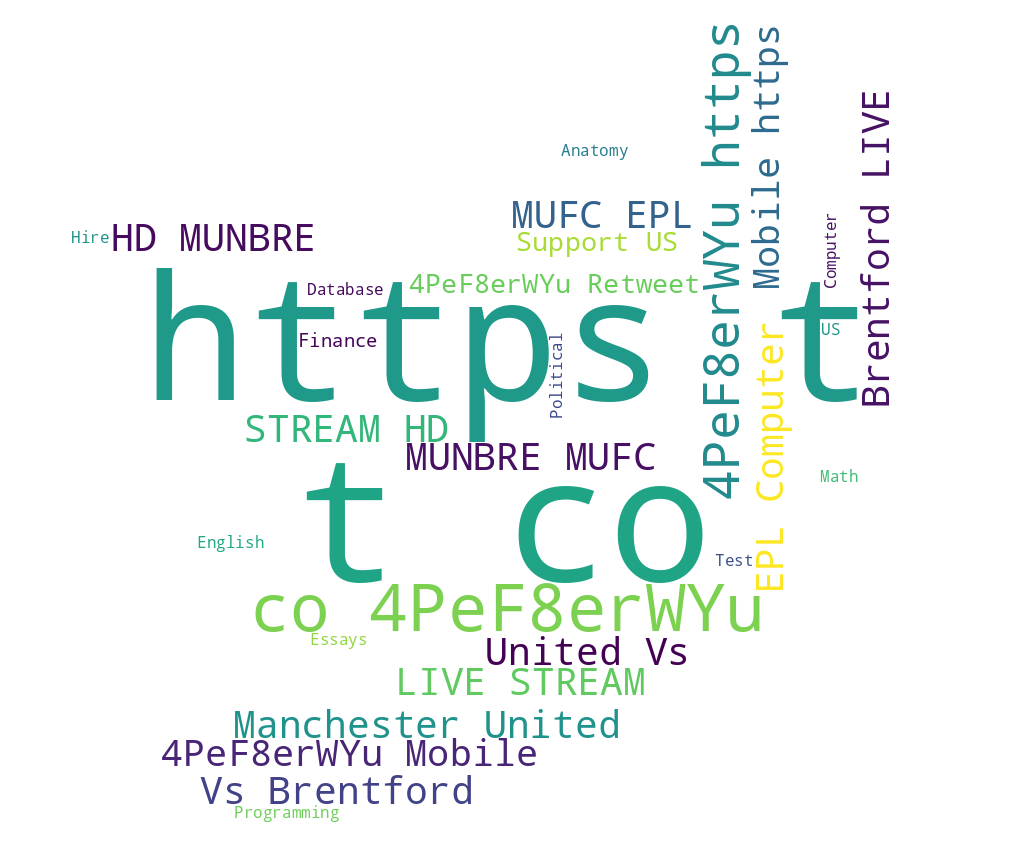 4PeF8erWYu https
Mobile https
Brentford LIVE
Anatomy
MUFC EPL
HD MUNBRE
Hire
Support US
Computer
4PeF8erWYu Retweet
Database
https t
Finance
Political
US
EPL Computer
STREAM HD
MUNBRE MUFC
Math
t co
English
Test
co 4PeF8erWYu
Essays
United Vs
LIVE STREAM
Manchester United
4PeF8erWYu Mobile
Vs Brentford
Programming